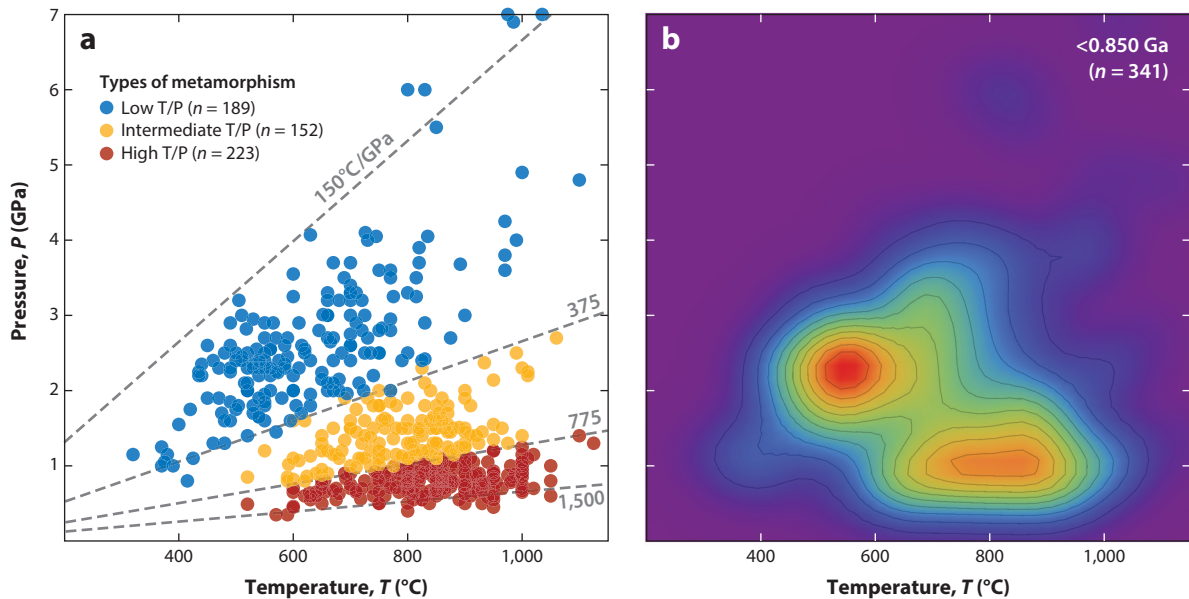 a
Types of metamorphism
Low T/P (n = 189)
Intermediate T/P (n = 152)
High T/P (n = 223)
150°C/GPa
375
775
1,500
7
6
5
4
3
2
1
Pressure, P (GPa)
400
600
800
1,000
Temperature, T (°C)
b
<0.850 Ga
(n = 341)
400
600
800
1,000
Temperature, T (°C)